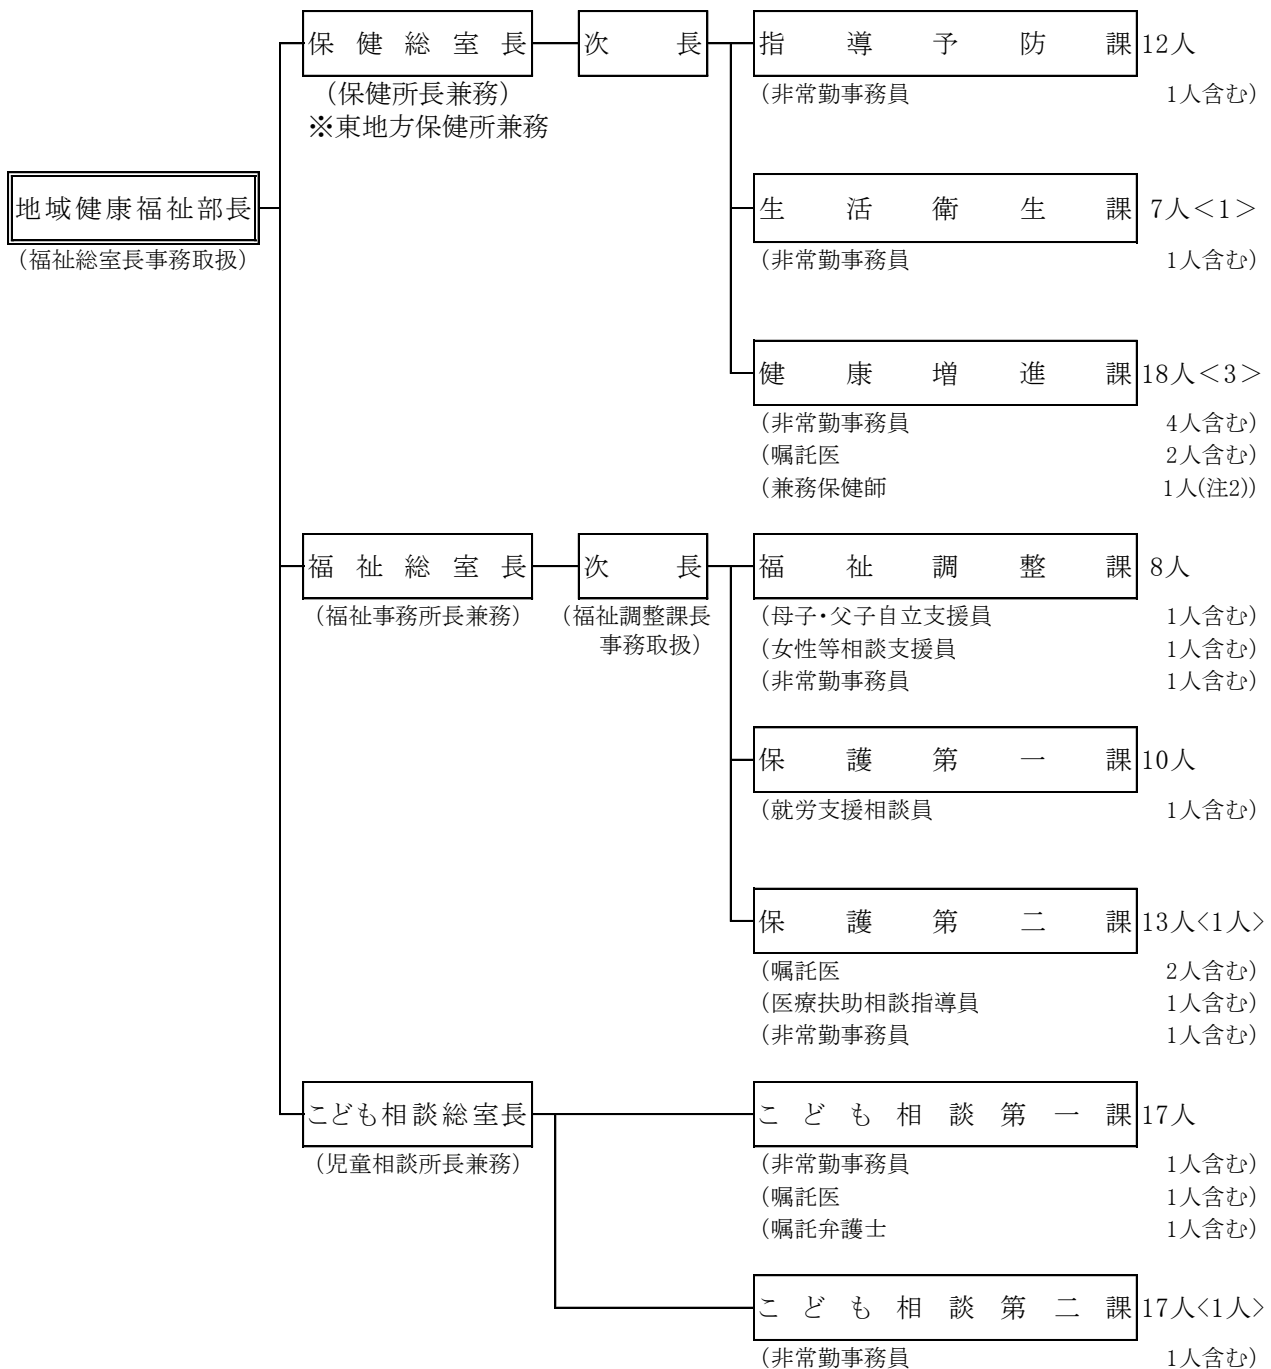 保健総室長 次長 指導予防課 12人
(保健所長兼務) (非常勤事務員 1人含む)
※東地方保健所兼務
地域健康福祉部長 生活衛生課 7人<1>
(福祉総室長事務取扱) (非常勤事務員 1人含む)
健康増進課 18人<3>
(非常勤事務員 4人含む)
(嘱託医 2人含む)
(兼務保健師 1人(注2))
福祉総室長 次長 福祉調整課 8人
(福祉事務所長兼務) (福祉調整課長 (母子・父子自立支援員 1人含む)
事務取扱) (女性等相談支援員 1人含む)
(非常勤事務員 1人含む)
保護第一課 10人
(就労支援相談員 1人含む)
保護第二課 13人<1人>
(嘱託医 2人含む)
(医療扶助相談指導員 1人含む)
(非常勤事務員 1人含む)
こども相談総室長 こども相談第一課 17人
(児童相談所長兼務) (非常勤事務員 1人含む)
(嘱託医 1人含む)
(嘱託弁護士 1人含む)
こども相談第二課 17人<1人>
(非常勤事務員 1人含む)